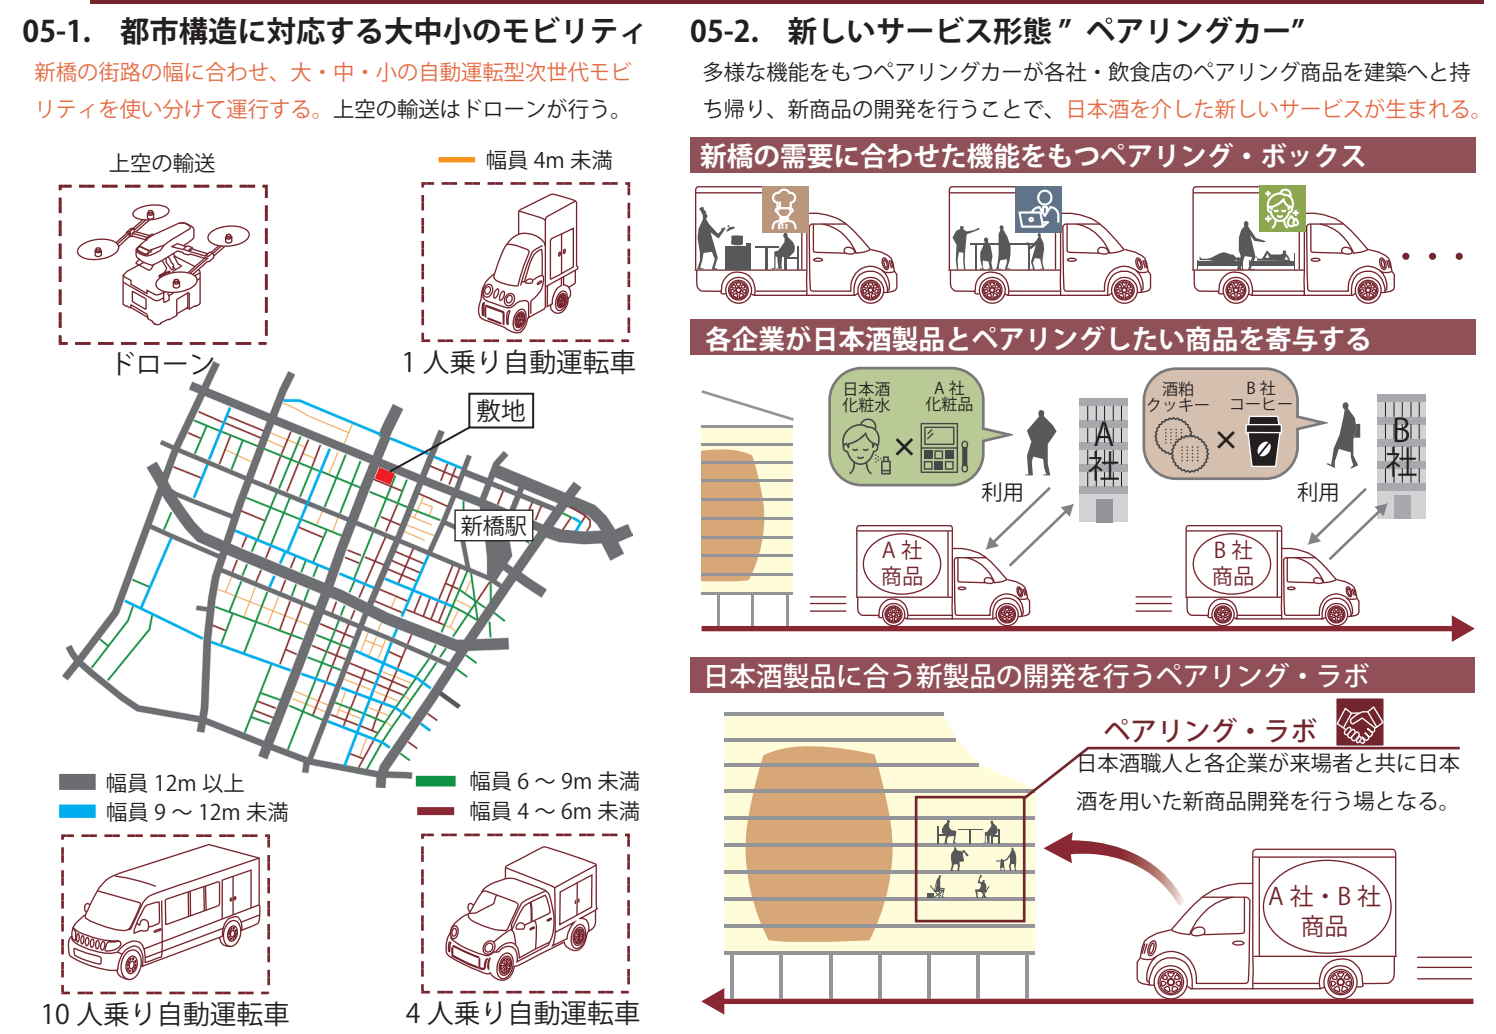 05-1. 都市構造に対応する大中小のモビリティ
新橋の街路の幅に合わせ、大・中・小の自動運転型次世代モビ
リティを使い分けて運行する。上空の輸送はドローンが行う。
上空の輸送
幅員 4m 未満
ドローン
1 人乗り自動運転車
敷地
新橋駅
幅員 12m 以上
幅員 9 ～ 12m 未満
幅員 6 ～ 9m 未満
幅員 4 ～ 6m 未満
10 人乗り自動運転車
4 人乗り自動運転車
05-2. 新しいサービス形態 ” ペアリングカー”
多様な機能をもつペアリングカーが各社・飲食店のペアリング商品を建築へと持
ち帰り、新商品の開発を行うことで、日本酒を介した新しいサービスが生まれる。
新橋の需要に合わせた機能をもつペアリング・ボックス
・・・
各企業が日本酒製品とペアリングしたい商品を寄与する
日本酒
化粧水
×
A 社
化粧品
利用
A
社
A 社
商品
酒粕
クッキー
×
B 社
コーヒー
利用
B
社
B 社
商品
日本酒製品に合う新製品の開発を行うペアリング・ラボ
ペアリング・ラボ
日本酒職人と各企業が来場者と共に日本
酒を用いた新商品開発を行う場となる。
A 社・B 社
商品